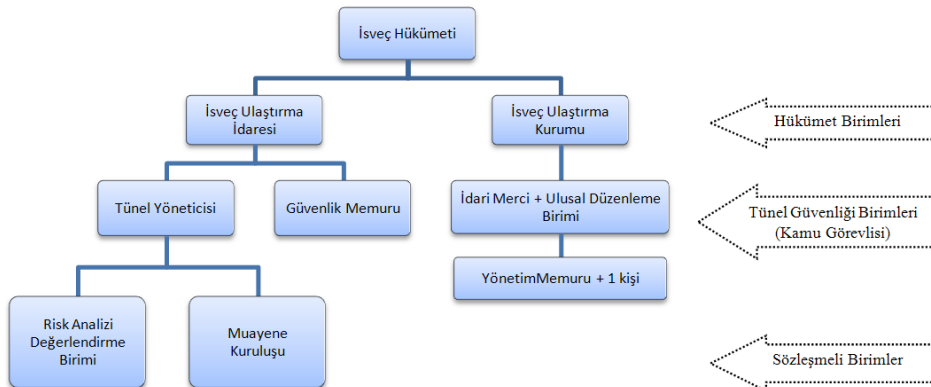 İsveç Hükümeti
İsveç Ulaştırma
İdaresi
İsveç Ulaştırma
Kurumu
Hükümet Birimleri
Tünel Yöneticisi
Güvenlik Memuru
İdari Merci + Ulusal Düzenleme
Birimi
Tünel Güvenliği Birimleri
(Kamu Görevlisi)
YönetimMemuru + 1 kişi
Risk Analizi
Değerlendirme
Birimi
Muayene
Kuruluşu
Sözleşmeli Birimler